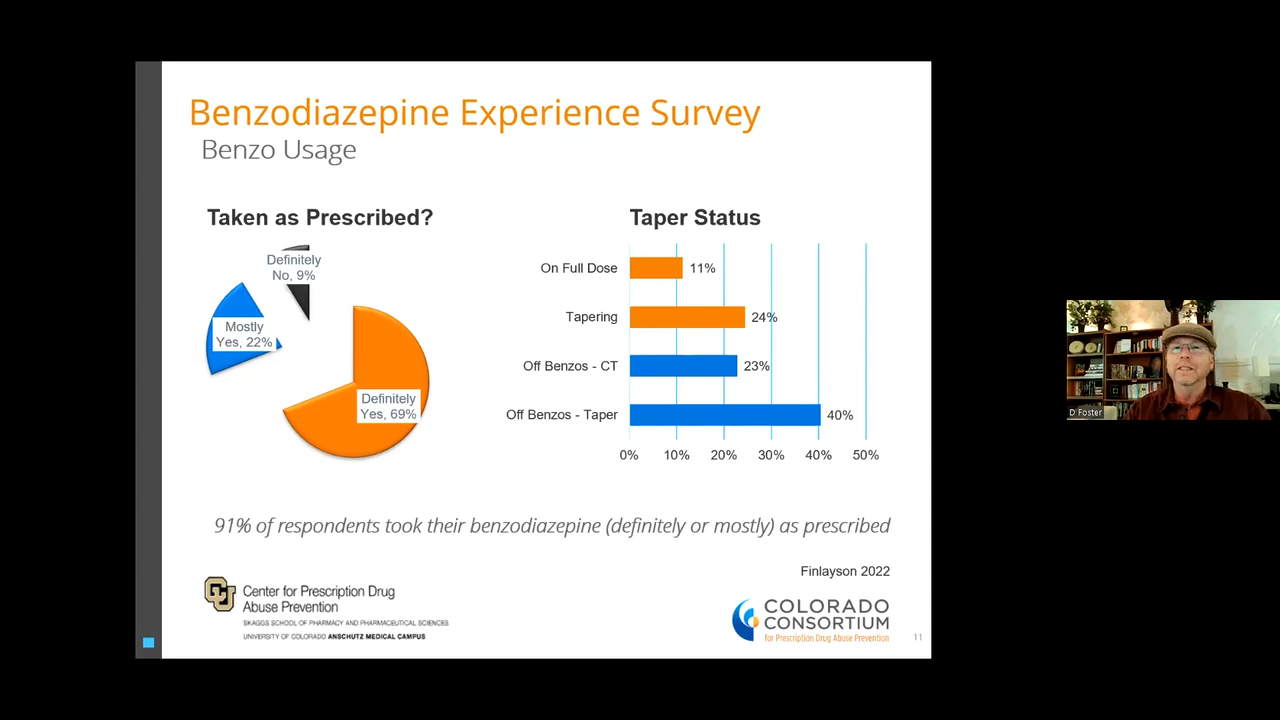 Benzodiazepine Experience Survey
Benzo Usage
Taken as Prescribed?
Definitely
No, 9%
Mostly
Yes, 22%
Definitely
Yes, 69%
Taper Status
On Full Dose
11%
Tapering
24%
Off Benzos - CT
23%
Off Benzos - Taper
40%
0% 10% 20% 30% 40% 50%
91% of respondents took their benzodiazepine (definitely or mostly) as prescribed
Finlayson 2022
CU
Center for Prescription Drug
Abuse Prevention
SKAGGS SCHOOL OF PHARMACY AND PHARMACEUTICAL SCIENCES
UNIVERSITY OF COLORADO ANSCHUTZ MEDICAL CAMPUS
COLORADO
CONSORTIUM
for Prescription Drug Abuse Prevention
11
D Foster